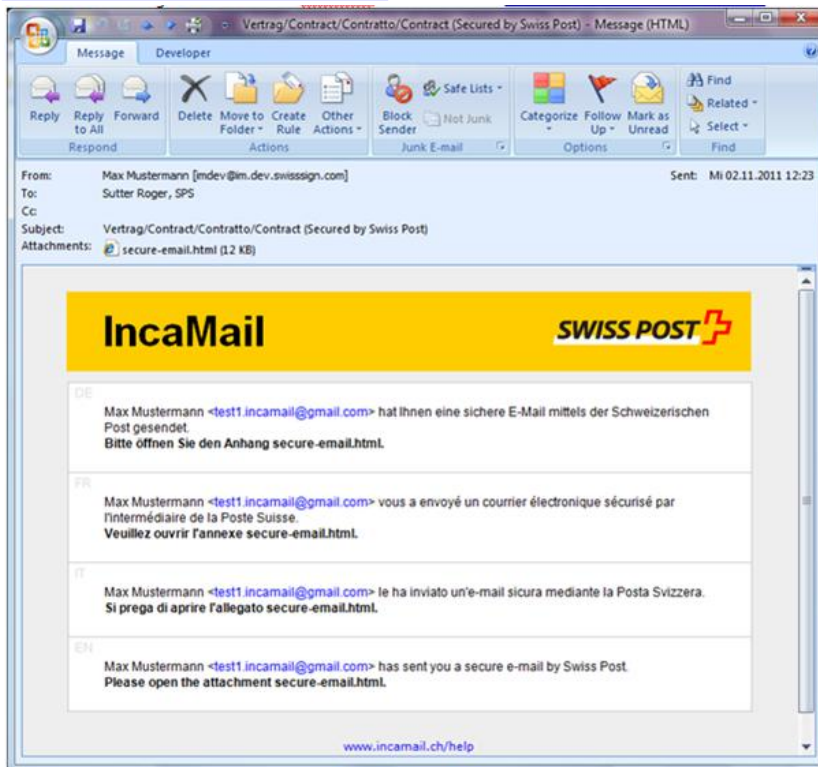 Vertrag/Contract/Contratto/Contract (Secured by Swiss Post) - Message (HTML)
Message Developer
Reply Reply to All Forward Delete Move to Folder Create Rule Other Actions Block Sender Safe Lists Not Junk Categorize Follow Up Mark as Unread Find Related Select
Respond Actions Junk E-mail Options Find
From: Max Mustermann [imdev@im.dev.swisssign.com] Sent: Mi 02.11.2011 12:23
To: Sutter Roger, SPS
Cc:
Subject: Vertrag/Contract/Contratto/Contract (Secured by Swiss Post)
Attachments: secure-email.html (12 KB)
IncaMail SWISS POST
DE
Max Mustermann <test1.incamail@gmail.com> hat Ihnen eine sichere E-Mail mittels der Schweizerischen
Post gesendet.
Bitte öffnen Sie den Anhang secure-email.html.
FR
Max Mustermann <test1.incamail@gmail.com> vous a envoyé un courrier électronique sécurisé par
l'intermédiaire de la Poste Suisse.
Veuillez ouvrir l'annexe secure-email.html.
IT
Max Mustermann <test1.incamail@gmail.com> le ha inviato un'e-mail sicura mediante la Posta Svizzera.
Si prega di aprire l'allegato secure-email.html.
EN
Max Mustermann <test1.incamail@gmail.com> has sent you a secure e-mail by Swiss Post.
Please open the attachment secure-email.html.
www.incamail.ch/help